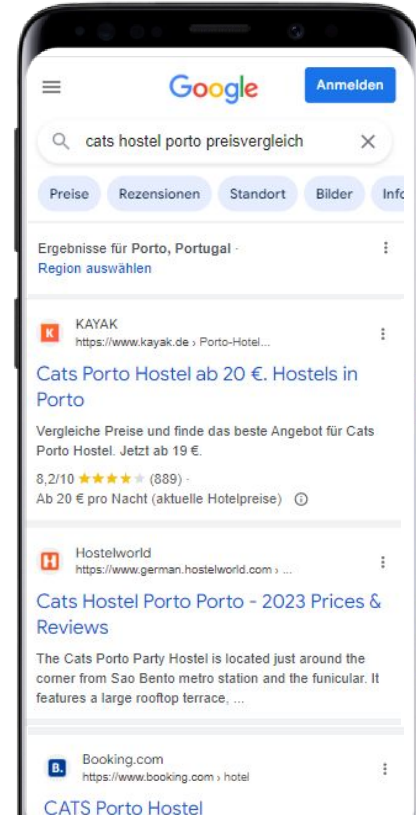 Google
Anmelden
cats hostel porto preisvergleich
Preise
Rezensionen
Standort
Bilder
Info
Ergebnisse für Porto, Portugal ·
Region auswählen
K
KAYAK
https://www.kayak.de › Porto-Hotel...
Cats Porto Hostel ab 20 €. Hostels in
Porto
Vergleiche Preise und finde das beste Angebot für Cats
Porto Hostel. Jetzt ab 19 €.
8,2/10 ★★★★★ (889) ·
Ab 20 € pro Nacht (aktuelle Hotelpreise)
H
Hostelworld
https://www.german.hostelworld.com › ...
Cats Hostel Porto Porto - 2023 Prices &
Reviews
The Cats Porto Party Hostel is located just around the
corner from Sao Bento metro station and the funicular. It
features a large rooftop terrace, ...
B.
Booking.com
https://www.booking.com › hotel
CATS Porto Hostel